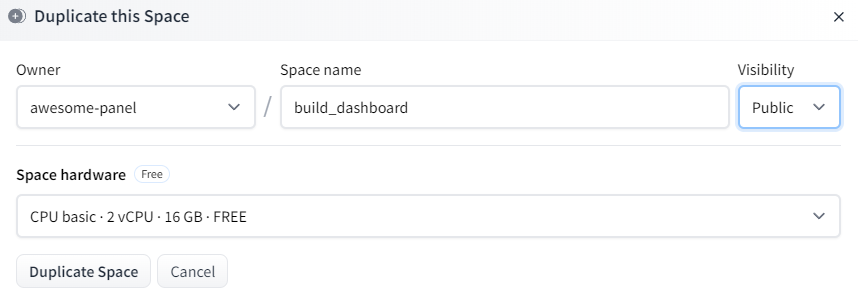 Duplicate this Space
Owner Space name Visibility
awesome-panel / build_dashboard Public
Space hardware Free
CPU basic · 2 vCPU · 16 GB · FREE
Duplicate Space Cancel